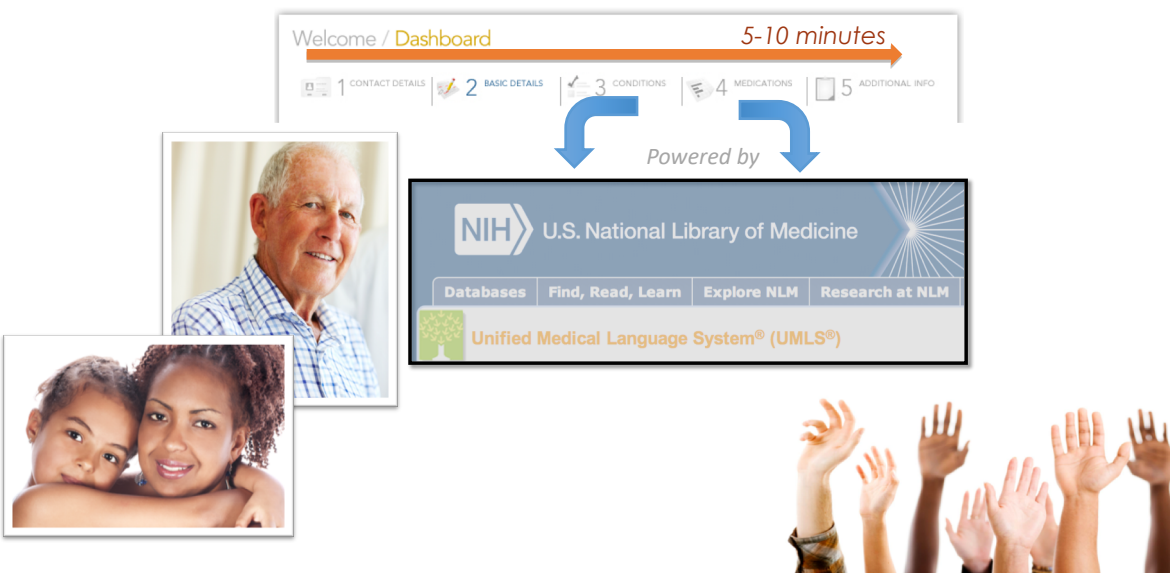 Welcome / Dashboard
5-10 minutes
1 CONTACT DETAILS
2 BASIC DETAILS
3 CONDITIONS
4 MEDICATIONS
5 ADDITIONAL INFO
Powered by
NIH U.S. National Library of Medicine
Databases Find, Read, Learn Explore NLM Research at NLM
Unified Medical Language System® (UMLS®)